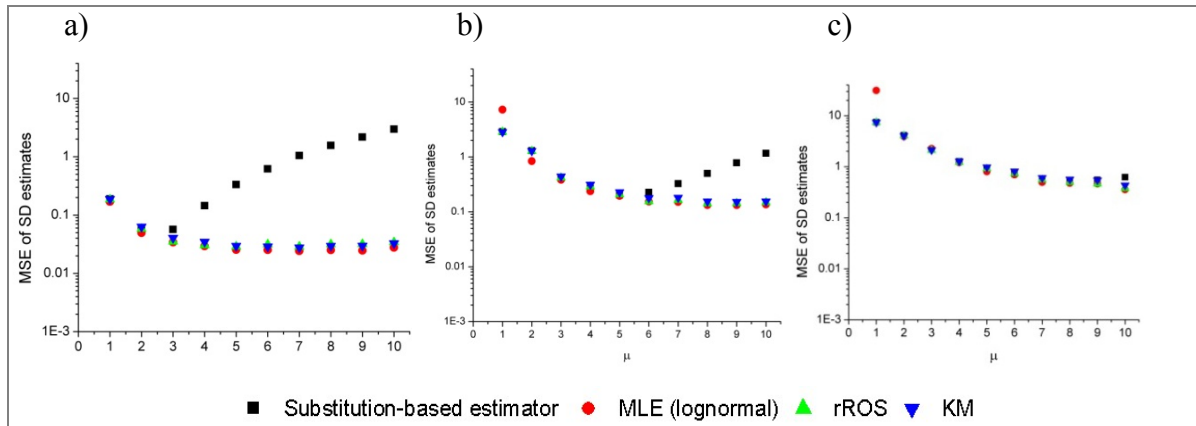 a)
b)
c)
MSE of SD estimates
10
1
0.1
0.01
1E-3
0 1 2 3 4 5 6 7 8 9 10
MSE of SD estimates
10
1
0.1
0.01
1E-3
0 1 2 3 4 5 6 7 8 9 10
μ
MSE of SD estimates
10
1
0.1
0.01
1E-3
0 1 2 3 4 5 6 7 8 9 10
μ
Substitution-based estimator MLE (lognormal) rROS KM